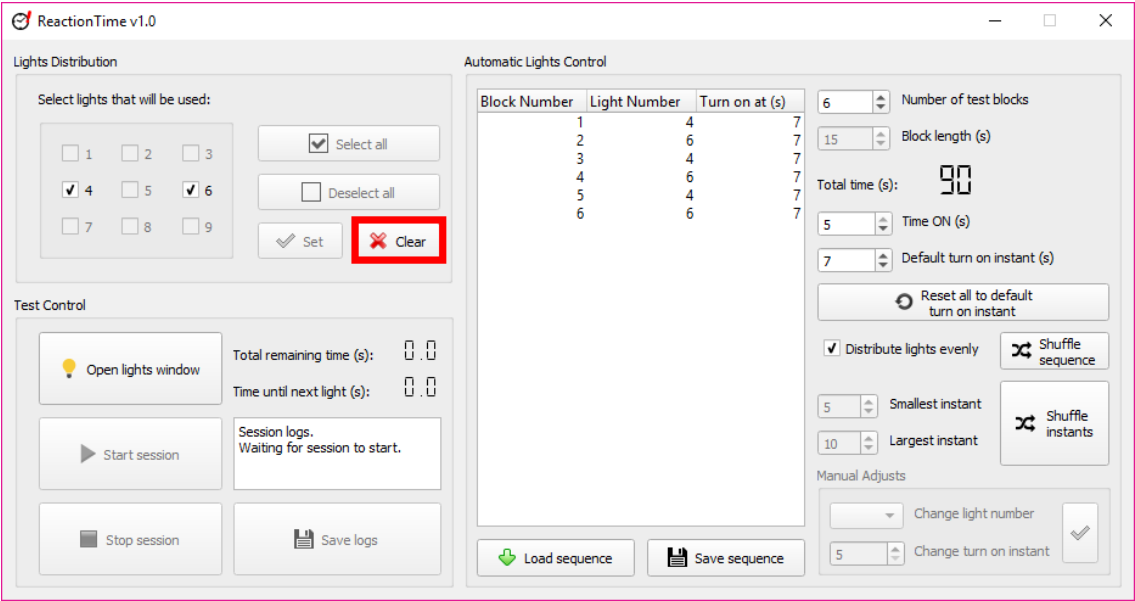 ReactionTime v1.0
Lights Distribution
Select lights that will be used:
1 2 3
4 5 6
7 8 9
Select all
Deselect all
Set
Clear
Test Control
Open lights window
Total remaining time (s): 0.0
Time until next light (s): 0.0
Start session
Session logs.
Waiting for session to start.
Stop session
Save logs
Automatic Lights Control
Block Number Light Number Turn on at (s)
1 4 7
2 6 7
3 4 7
4 6 7
5 4 7
6 6 7
Load sequence
Save sequence
6 Number of test blocks
15 Block length (s)
Total time (s): 90
5 Time ON (s)
7 Default turn on instant (s)
Reset all to default
turn on instant
Distribute lights evenly
Shuffle
sequence
5 Smallest instant
10 Largest instant
Shuffle
instants
Manual Adjusts
Change light number
5 Change turn on instant